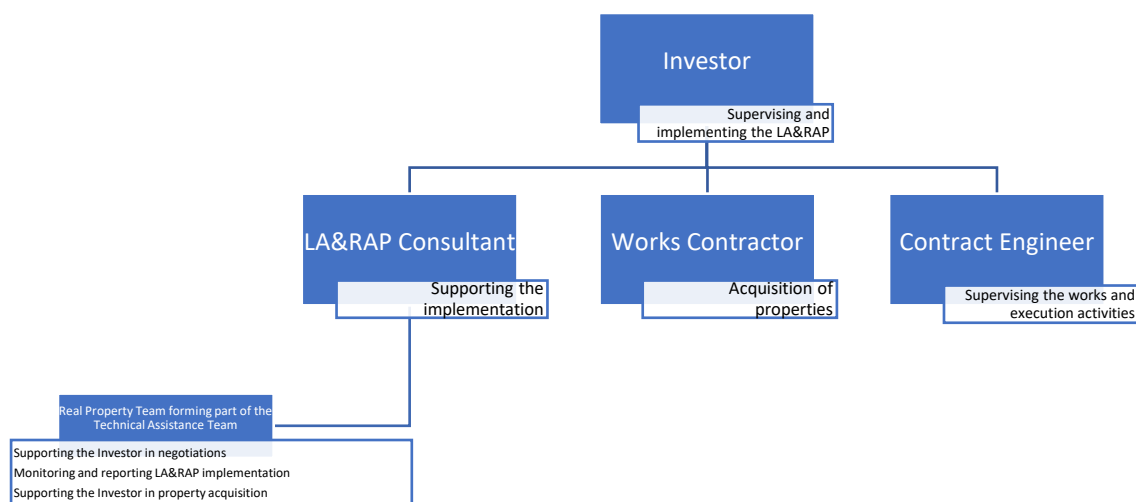 Investor
Supervising and
implementing the LA&RAP
LA&RAP Consultant
Supporting the
implementation
Works Contractor
Acquisition of
properties
Contract Engineer
Supervising the works and
execution activities
Real Property Team forming part of the
Technical Assistance Team
Supporting the Investor in negotiations
Monitoring and reporting LA&RAP implementation
Supporting the Investor in property acquisition